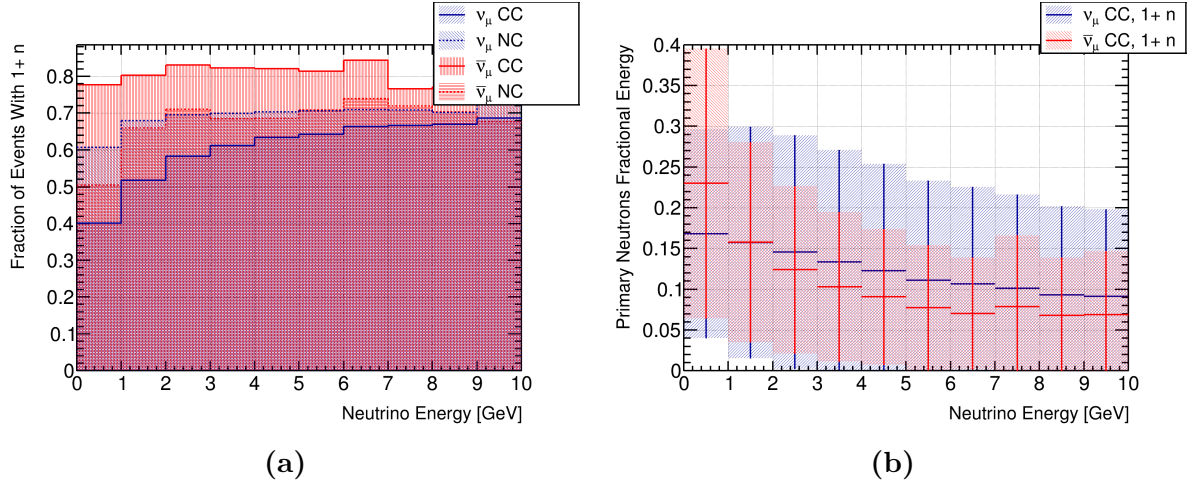 ν_μ CC
ν_μ NC
ν̄_μ CC
ν̄_μ NC
Fraction of Events With 1+ n
0.8
0.7
0.6
0.5
0.4
0.3
0.2
0.1
0
0 1 2 3 4 5 6 7 8 9 10
Neutrino Energy [GeV]
(a)
ν_μ CC, 1+ n
ν̄_μ CC, 1+ n
Primary Neutrons Fractional Energy
0.4
0.35
0.3
0.25
0.2
0.15
0.1
0.05
0
0 1 2 3 4 5 6 7 8 9 10
Neutrino Energy [GeV]
(b)